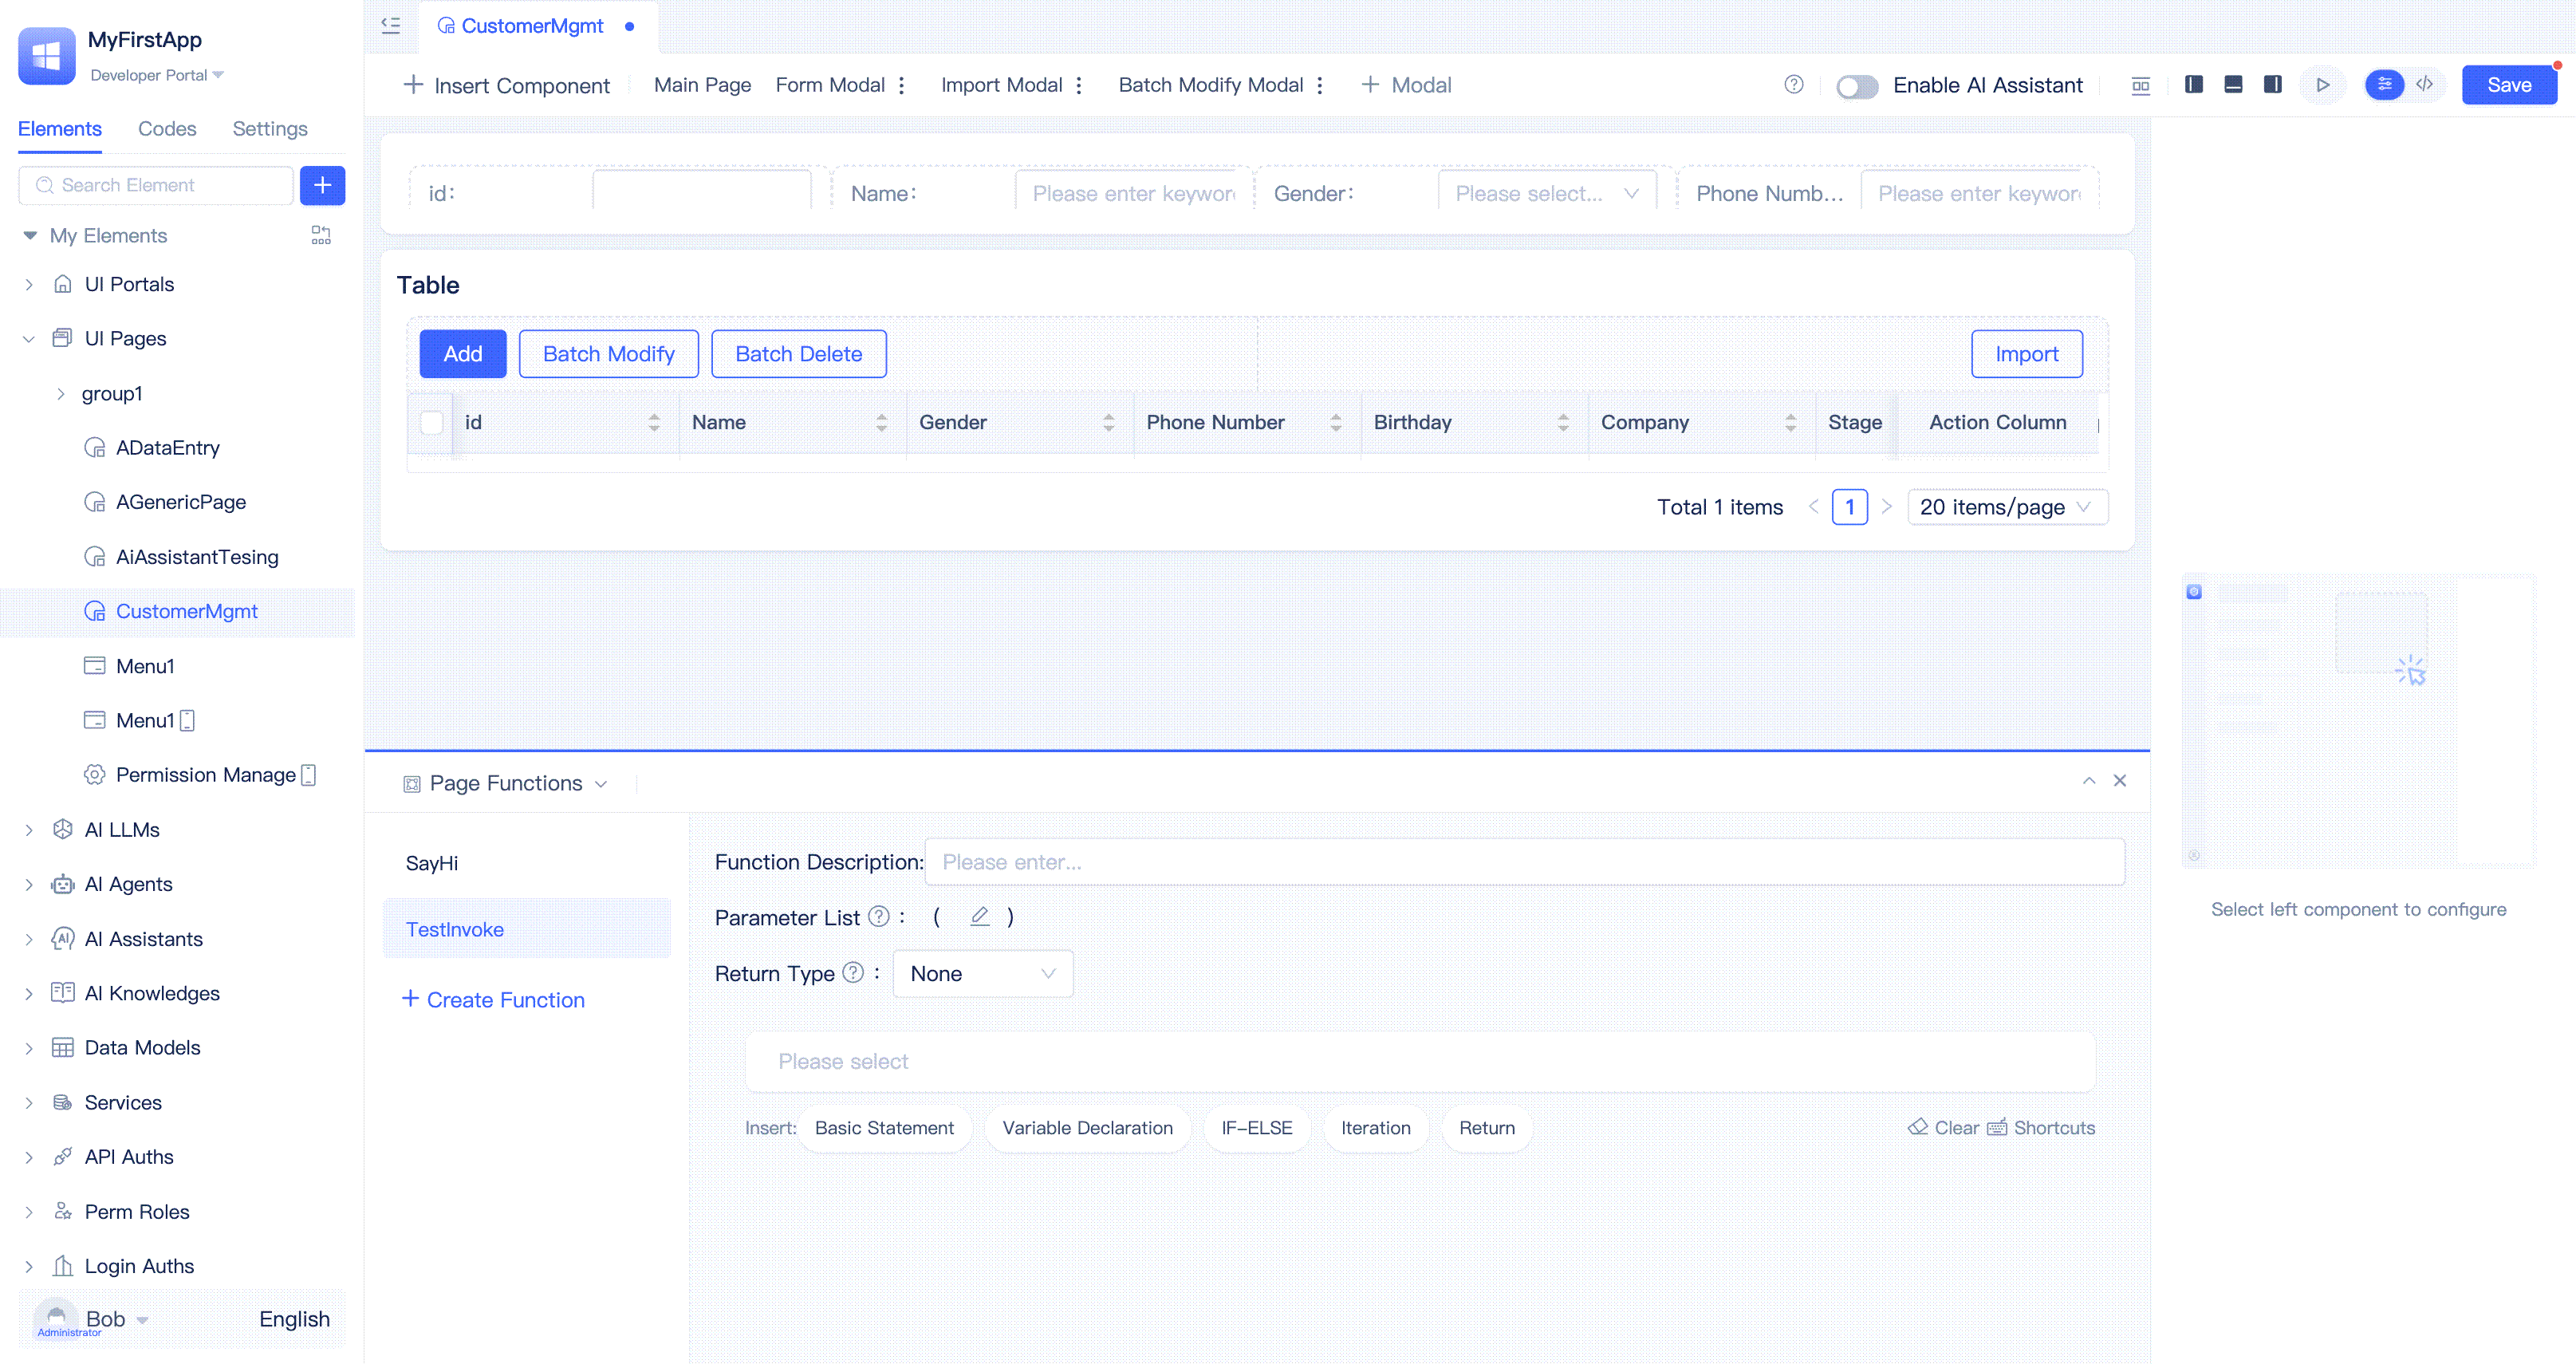 MyFirstApp
Developer Portal
Elements Codes Settings
Search Element
My Elements
UI Portals
UI Pages
group1
ADataEntry
AGenericPage
AiAssistantTesing
CustomerMgmt
Menu1
Menu1
Permission Manage
AI LLMs
AI Agents
AI Assistants
AI Knowledges
Data Models
Services
API Auths
Perm Roles
Login Auths
Bob
Administrator
English
CustomerMgmt
Insert Component Main Page Form Modal Import Modal Batch Modify Modal + Modal
Enable AI Assistant
Save
id:
Name: Please enter keywor
Gender: Please select...
Phone Numb... Please enter keywor
Table
Add Batch Modify Batch Delete Import
id Name Gender Phone Number Birthday Company Stage Action Column
Total 1 items 1 20 items/page
Page Functions
SayHi
TestInvoke
+ Create Function
Function Description: Please enter...
Parameter List ? : ( )
Return Type ? : None
Please select
Insert: Basic Statement Variable Declaration IF-ELSE Iteration Return
Clear Shortcuts
Select left component to configure